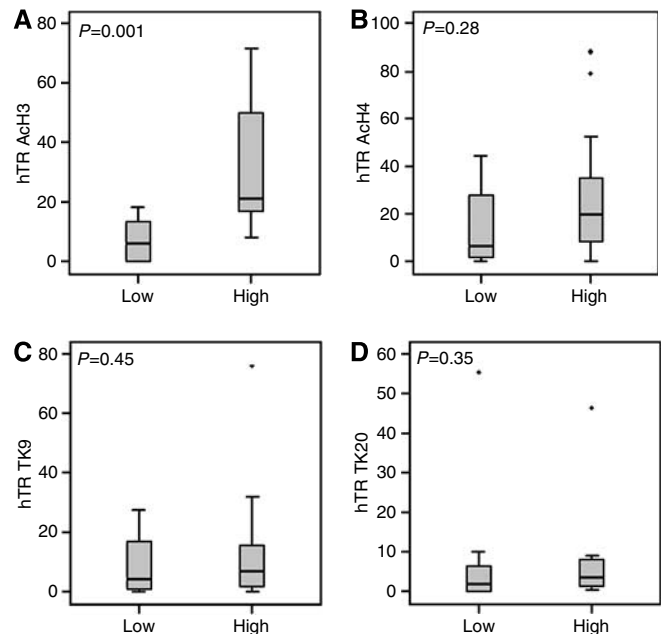 A
P=0.001
80
60
40
20
0
hTR AcH3
Low High
B
P=0.28
100
80
60
40
20
0
hTR AcH4
Low High
C
P=0.45
80
60
40
20
0
hTR TK9
Low High
D
P=0.35
60
50
40
30
20
10
0
hTR TK20
Low High